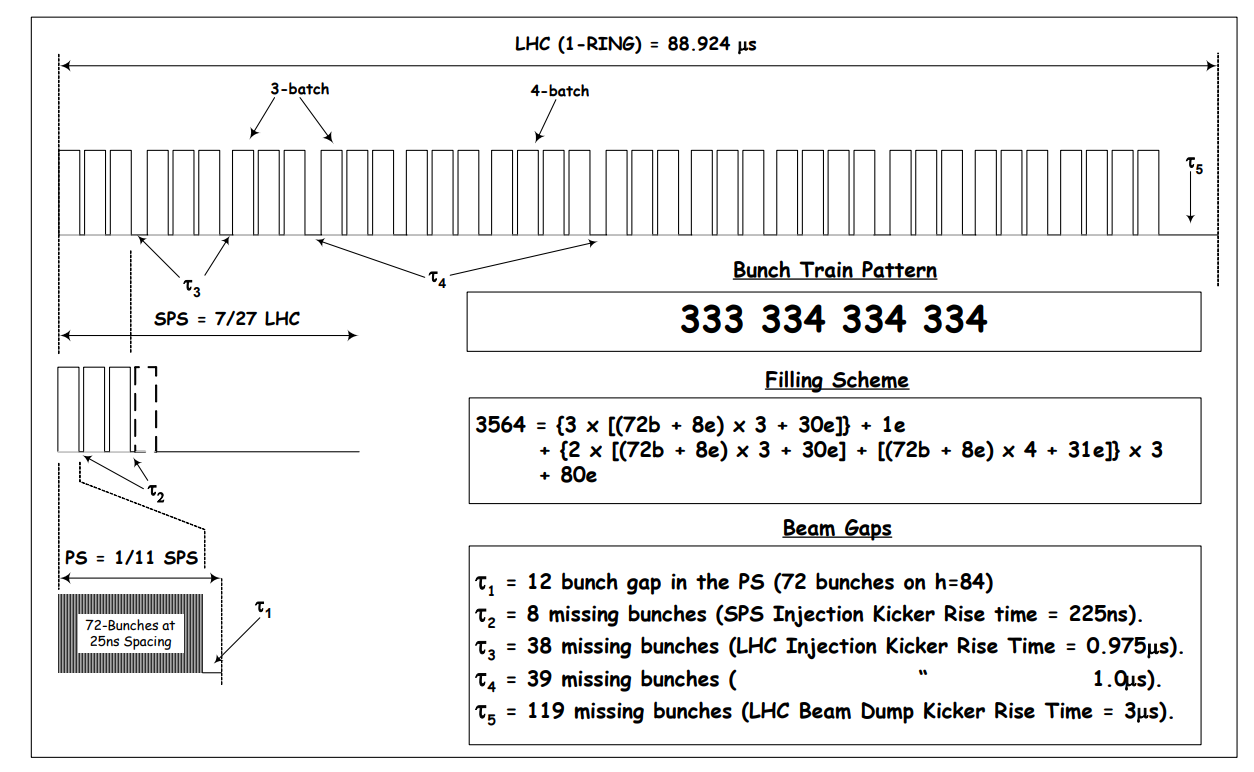 LHC (1-RING) = 88.924 μs
3-batch
4-batch
τ5
τ3
τ4
SPS = 7/27 LHC
Bunch Train Pattern
333 334 334 334
Filling Scheme
3564 = {3 x [(72b + 8e) x 3 + 30e]} + 1e
+ {2 x [(72b + 8e) x 3 + 30e] + [(72b + 8e) x 4 + 31e]} x 3
+ 80e
τ2
PS = 1/11 SPS
τ1
72-Bunches at
25ns Spacing
Beam Gaps
τ1 = 12 bunch gap in the PS (72 bunches on h=84)
τ2 = 8 missing bunches (SPS Injection Kicker Rise time = 225ns).
τ3 = 38 missing bunches (LHC Injection Kicker Rise Time = 0.975μs).
τ4 = 39 missing bunches ( " 1.0μs).
τ5 = 119 missing bunches (LHC Beam Dump Kicker Rise Time = 3μs).